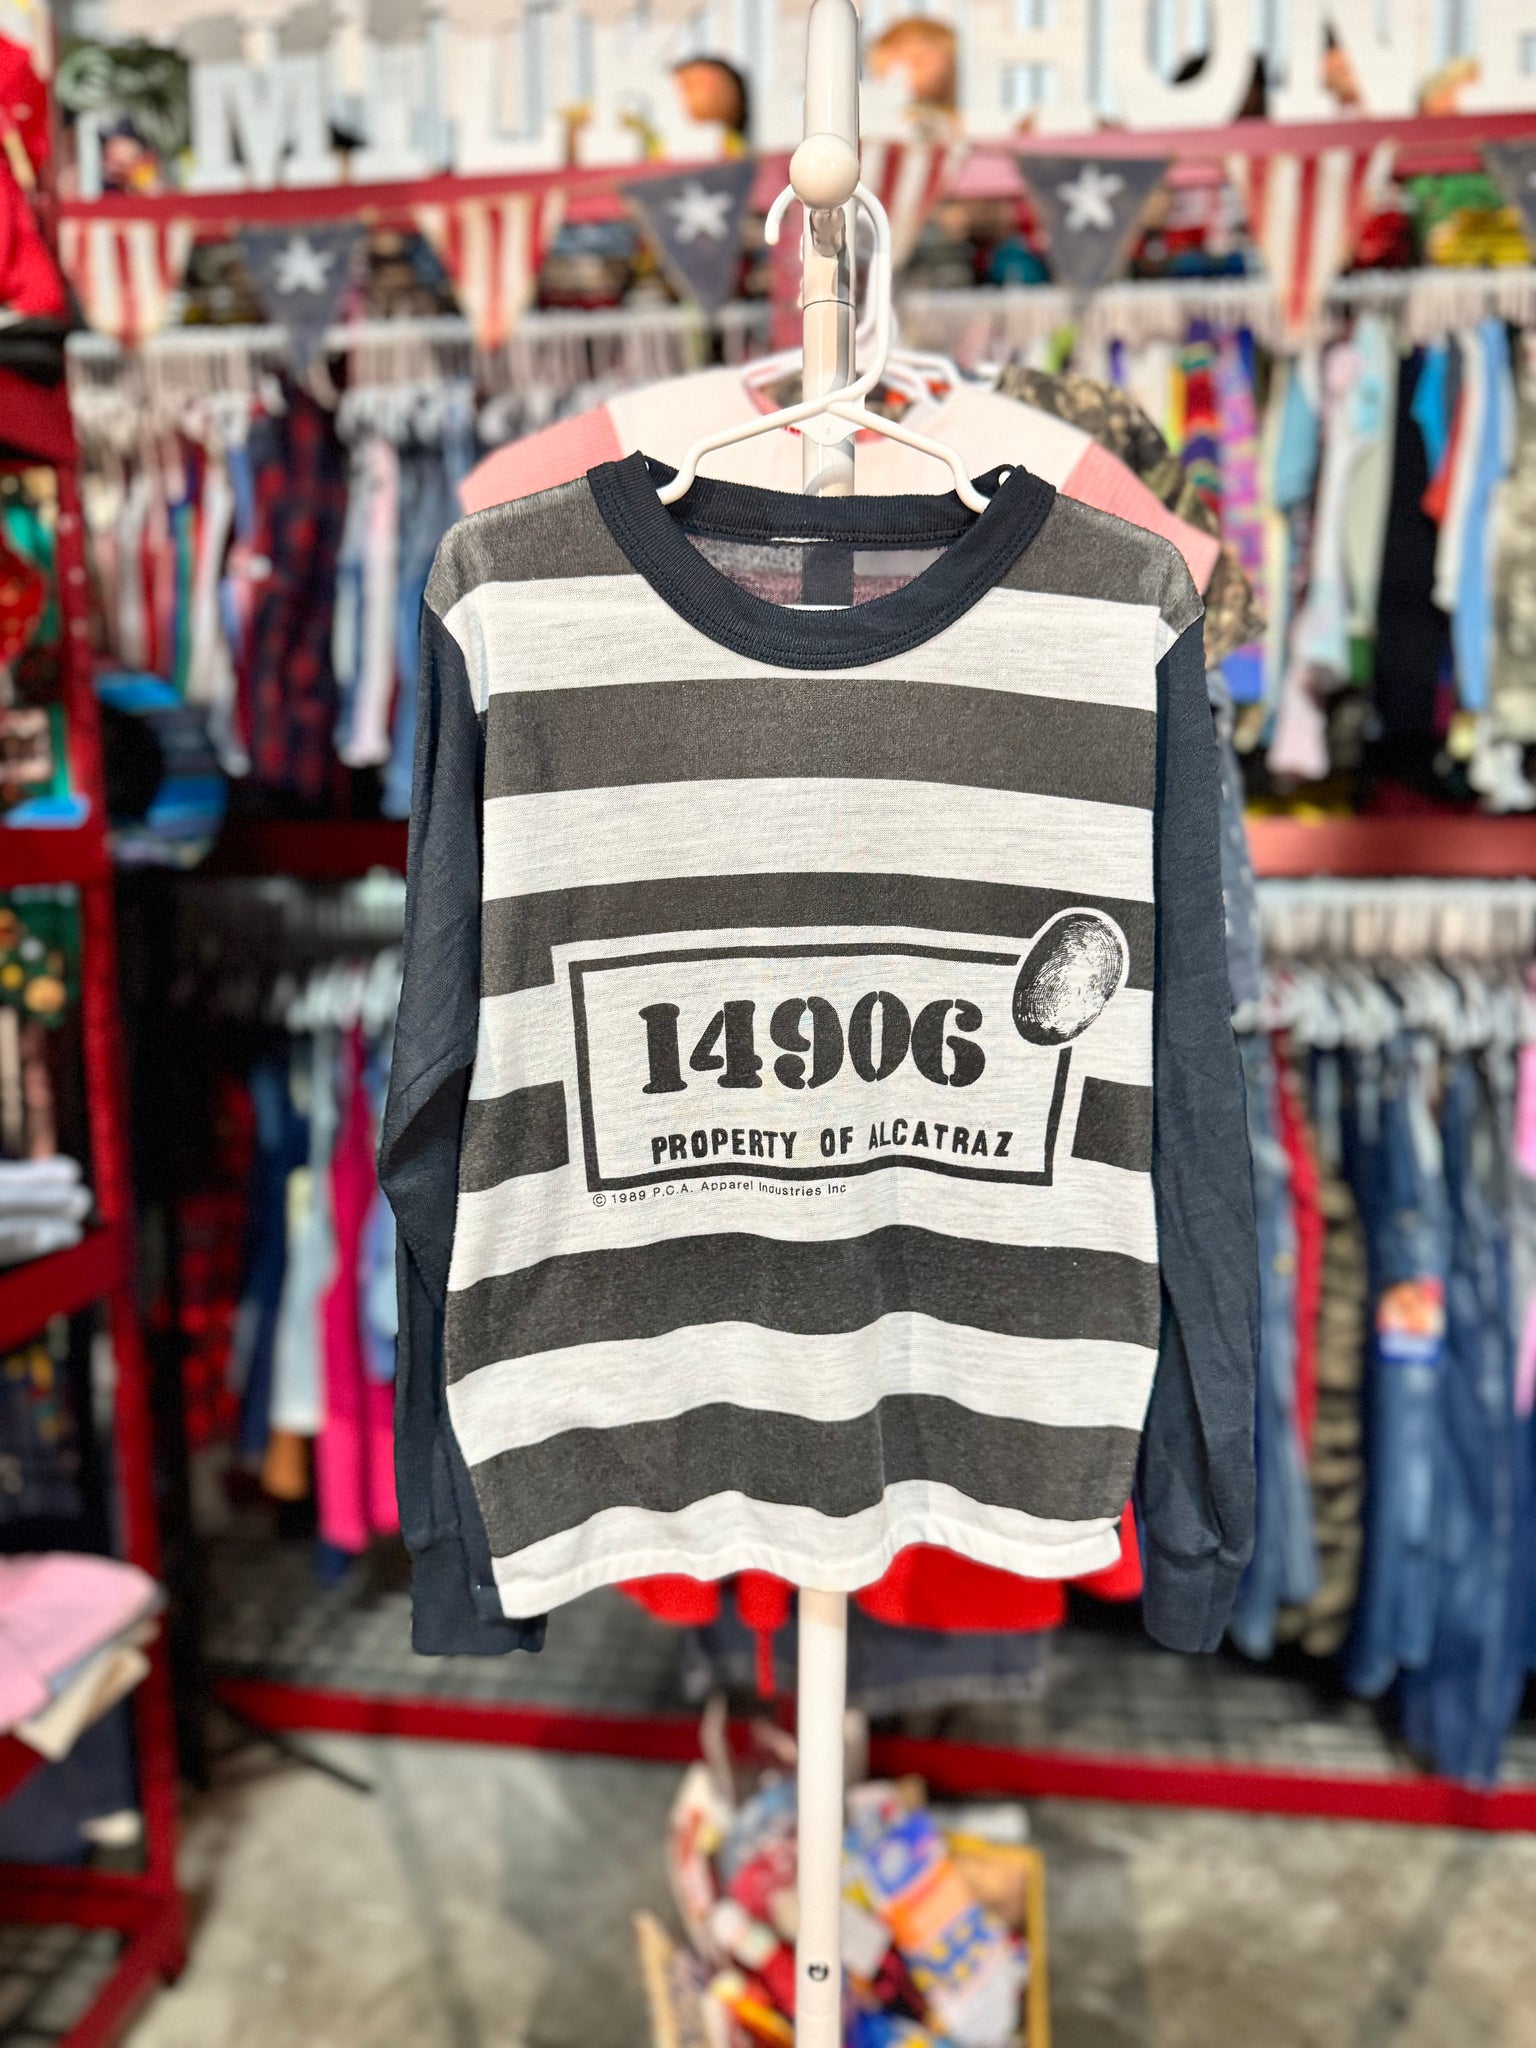 14906
PROPERTY OF ALCATRAZ
© 1989 P.C.A. Apparel Industries Inc